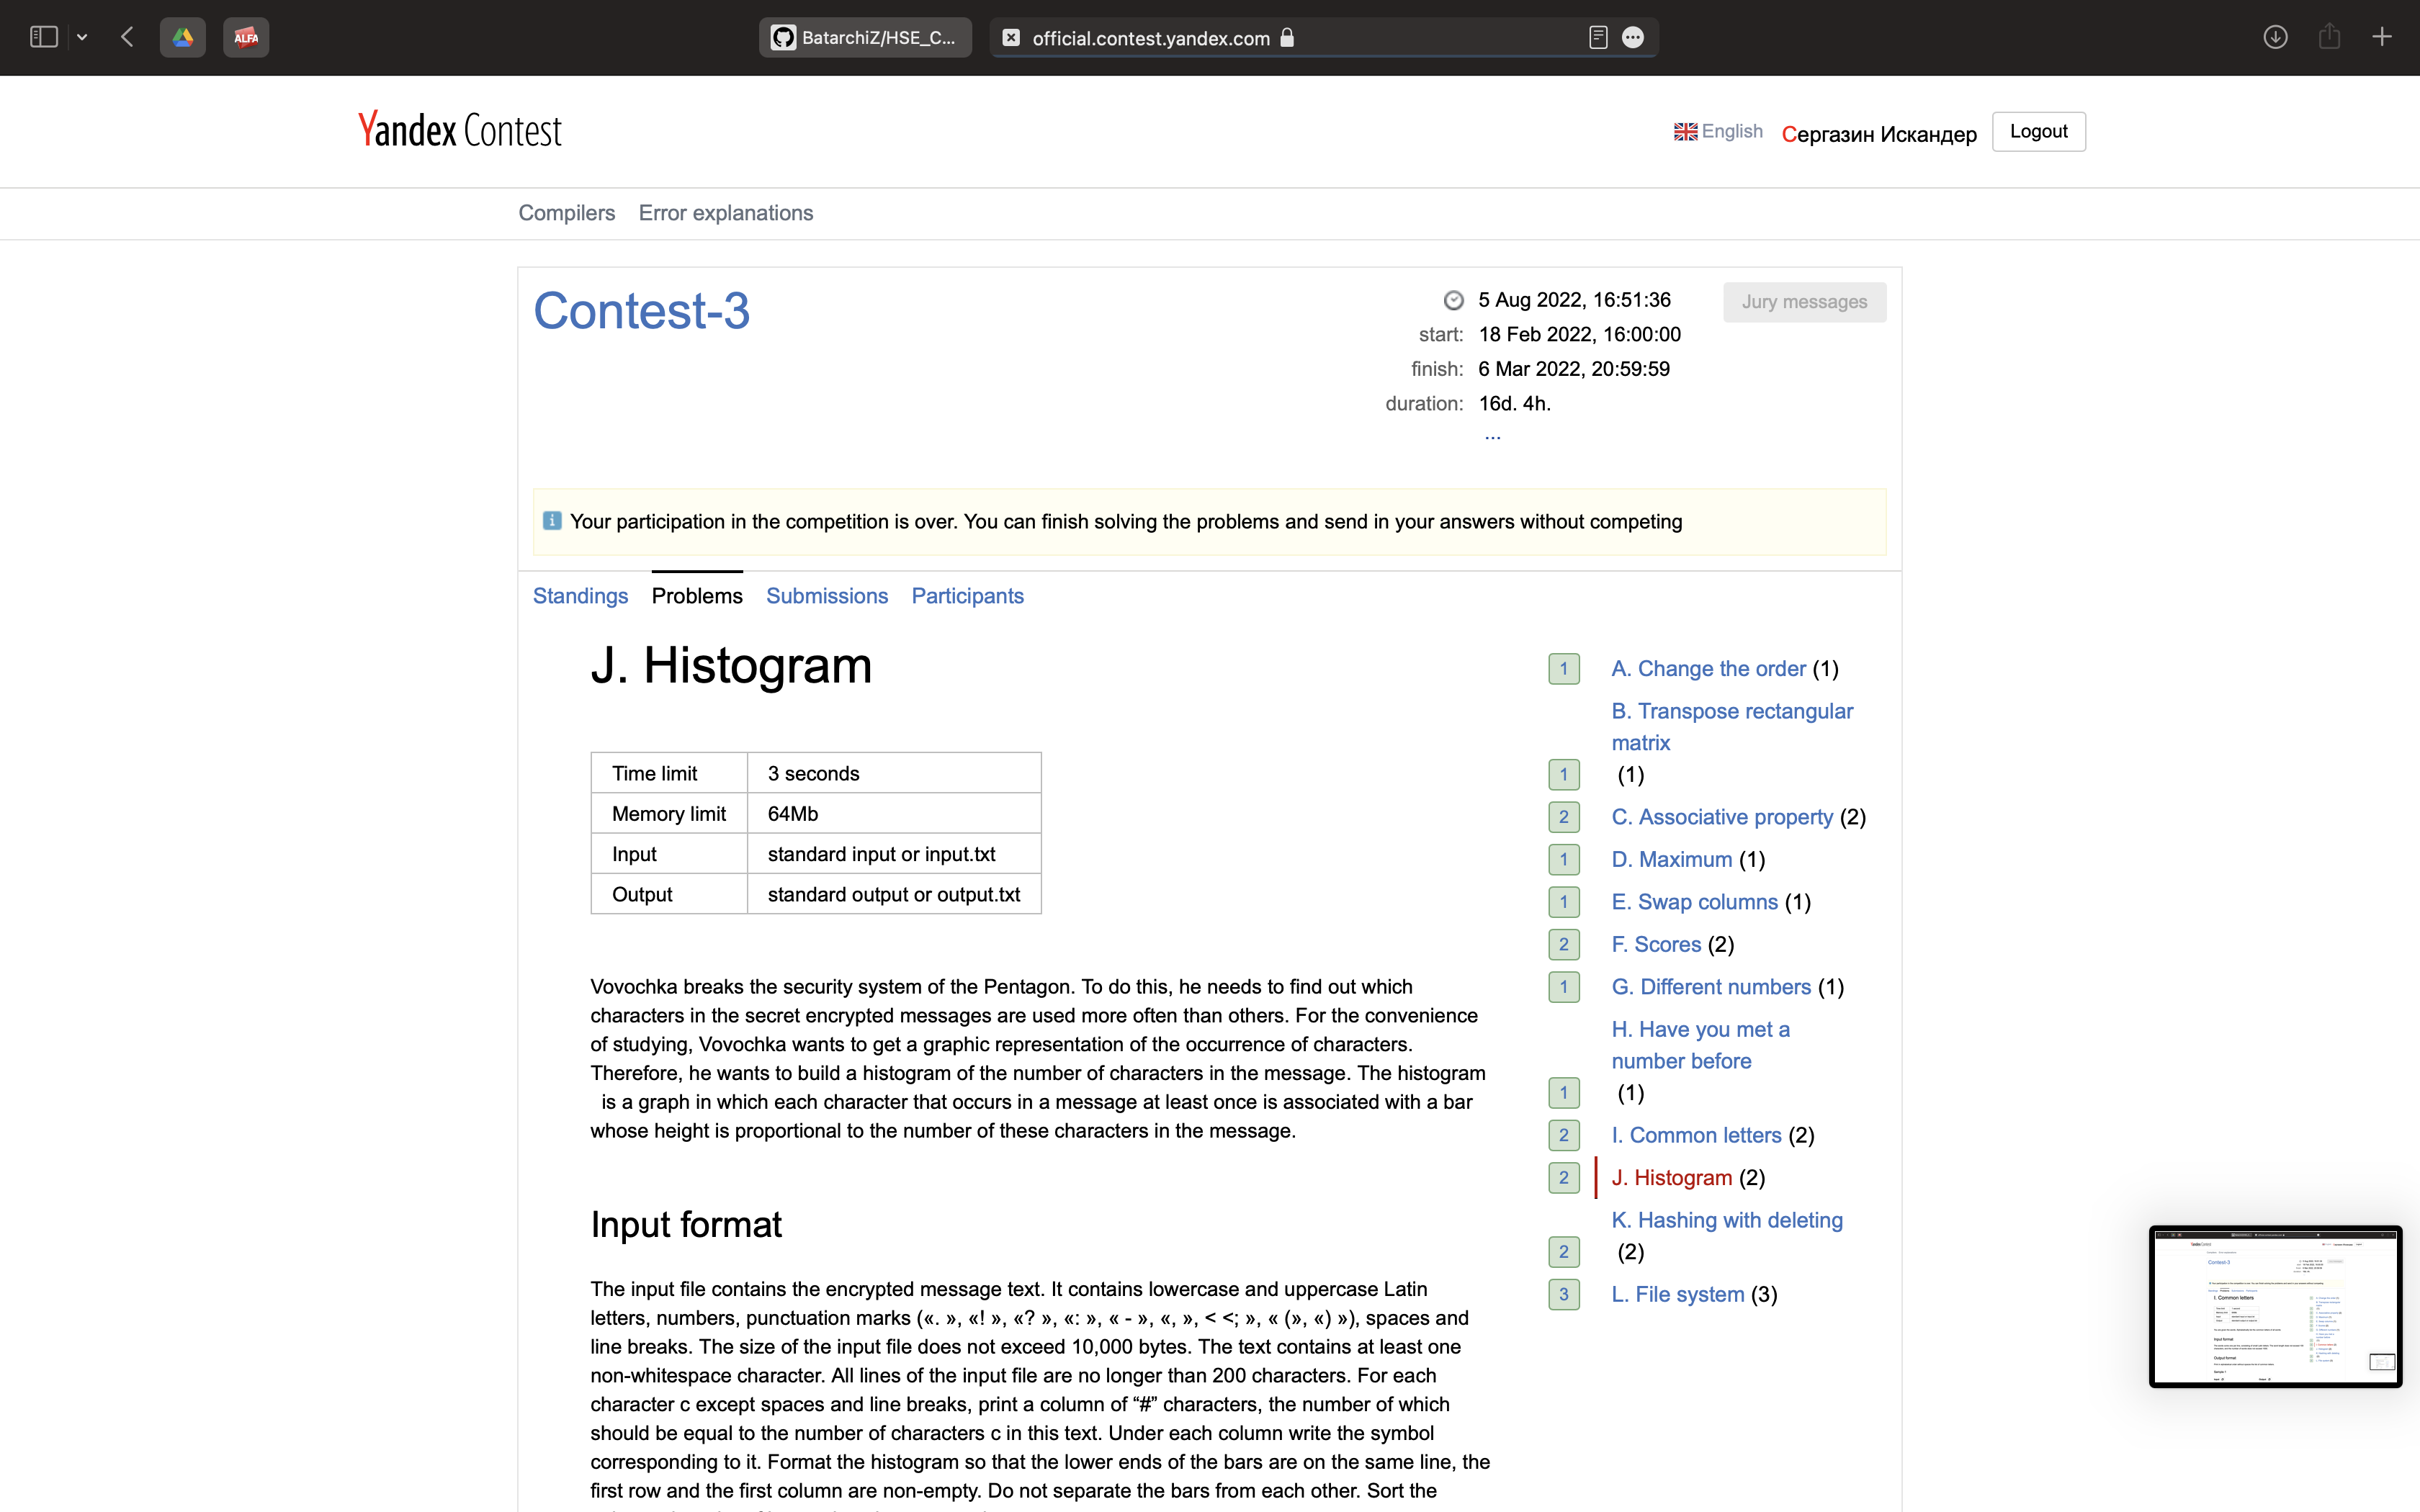 ALFA
BatarchiZ/HSE_C...
official.contest.yandex.com
Yandex Contest
English
Сергазин Искандер
Logout
Compilers Error explanations
Contest-3
5 Aug 2022, 16:51:36
Jury messages
start: 18 Feb 2022, 16:00:00
finish: 6 Mar 2022, 20:59:59
duration: 16d. 4h.
...
Your participation in the competition is over. You can finish solving the problems and send in your answers without competing
Standings Problems Submissions Participants
J. Histogram
Time limit 3 seconds
Memory limit 64Mb
Input standard input or input.txt
Output standard output or output.txt
Vovochka breaks the security system of the Pentagon. To do this, he needs to find out which
characters in the secret encrypted messages are used more often than others. For the convenience
of studying, Vovochka wants to get a graphic representation of the occurrence of characters.
Therefore, he wants to build a histogram of the number of characters in the message. The histogram
is a graph in which each character that occurs in a message at least once is associated with a bar
whose height is proportional to the number of these characters in the message.
Input format
The input file contains the encrypted message text. It contains lowercase and uppercase Latin
letters, numbers, punctuation marks («. », «! », «? », «: », « - », «, », < <; », « (», «) »), spaces and
line breaks. The size of the input file does not exceed 10,000 bytes. The text contains at least one
non-whitespace character. All lines of the input file are no longer than 200 characters. For each
character c except spaces and line breaks, print a column of “#” characters, the number of which
should be equal to the number of characters c in this text. Under each column write the symbol
corresponding to it. Format the histogram so that the lower ends of the bars are on the same line, the
first row and the first column are non-empty. Do not separate the bars from each other. Sort the
1 A. Change the order (1)
B. Transpose rectangular
matrix
1 (1)
2 C. Associative property (2)
1 D. Maximum (1)
1 E. Swap columns (1)
2 F. Scores (2)
1 G. Different numbers (1)
H. Have you met a
number before
1 (1)
2 I. Common letters (2)
2 J. Histogram (2)
K. Hashing with deleting
2 (2)
3 L. File system (3)
Contest-3
I. Common letters
Input format
Output format